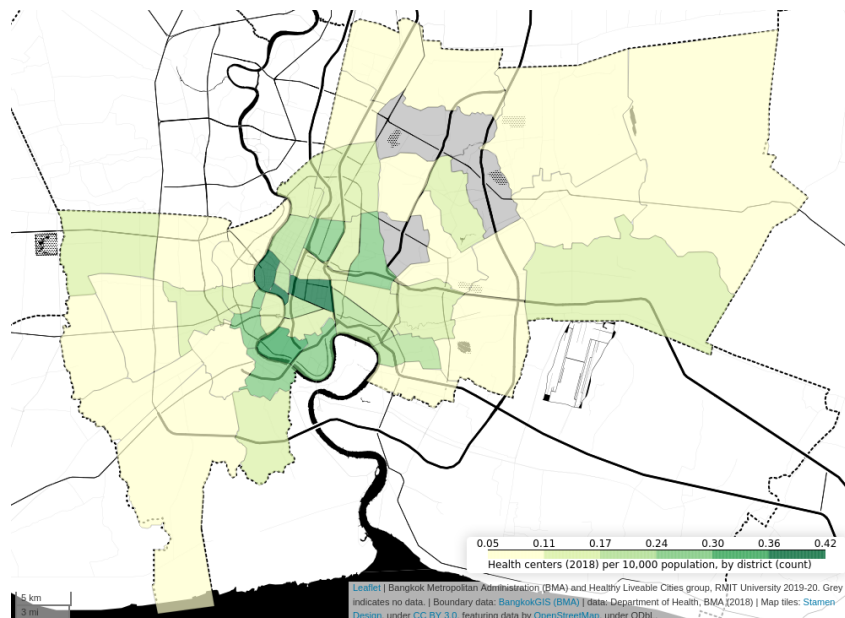 5 km
3 mi
0.05 0.11 0.17 0.24 0.30 0.36 0.42
Health centers (2018) per 10,000 population, by district (count)
Leaflet | Bangkok Metropolitan Administration (BMA) and Healthy Liveable Cities group, RMIT University 2019-20. Grey
indicates no data. | Boundary data: BangkokGIS (BMA) | data: Department of Health, BMA (2018) | Map tiles: Stamen
Design, under CC BY 3.0, featuring data by OpenStreetMap, under ODbl